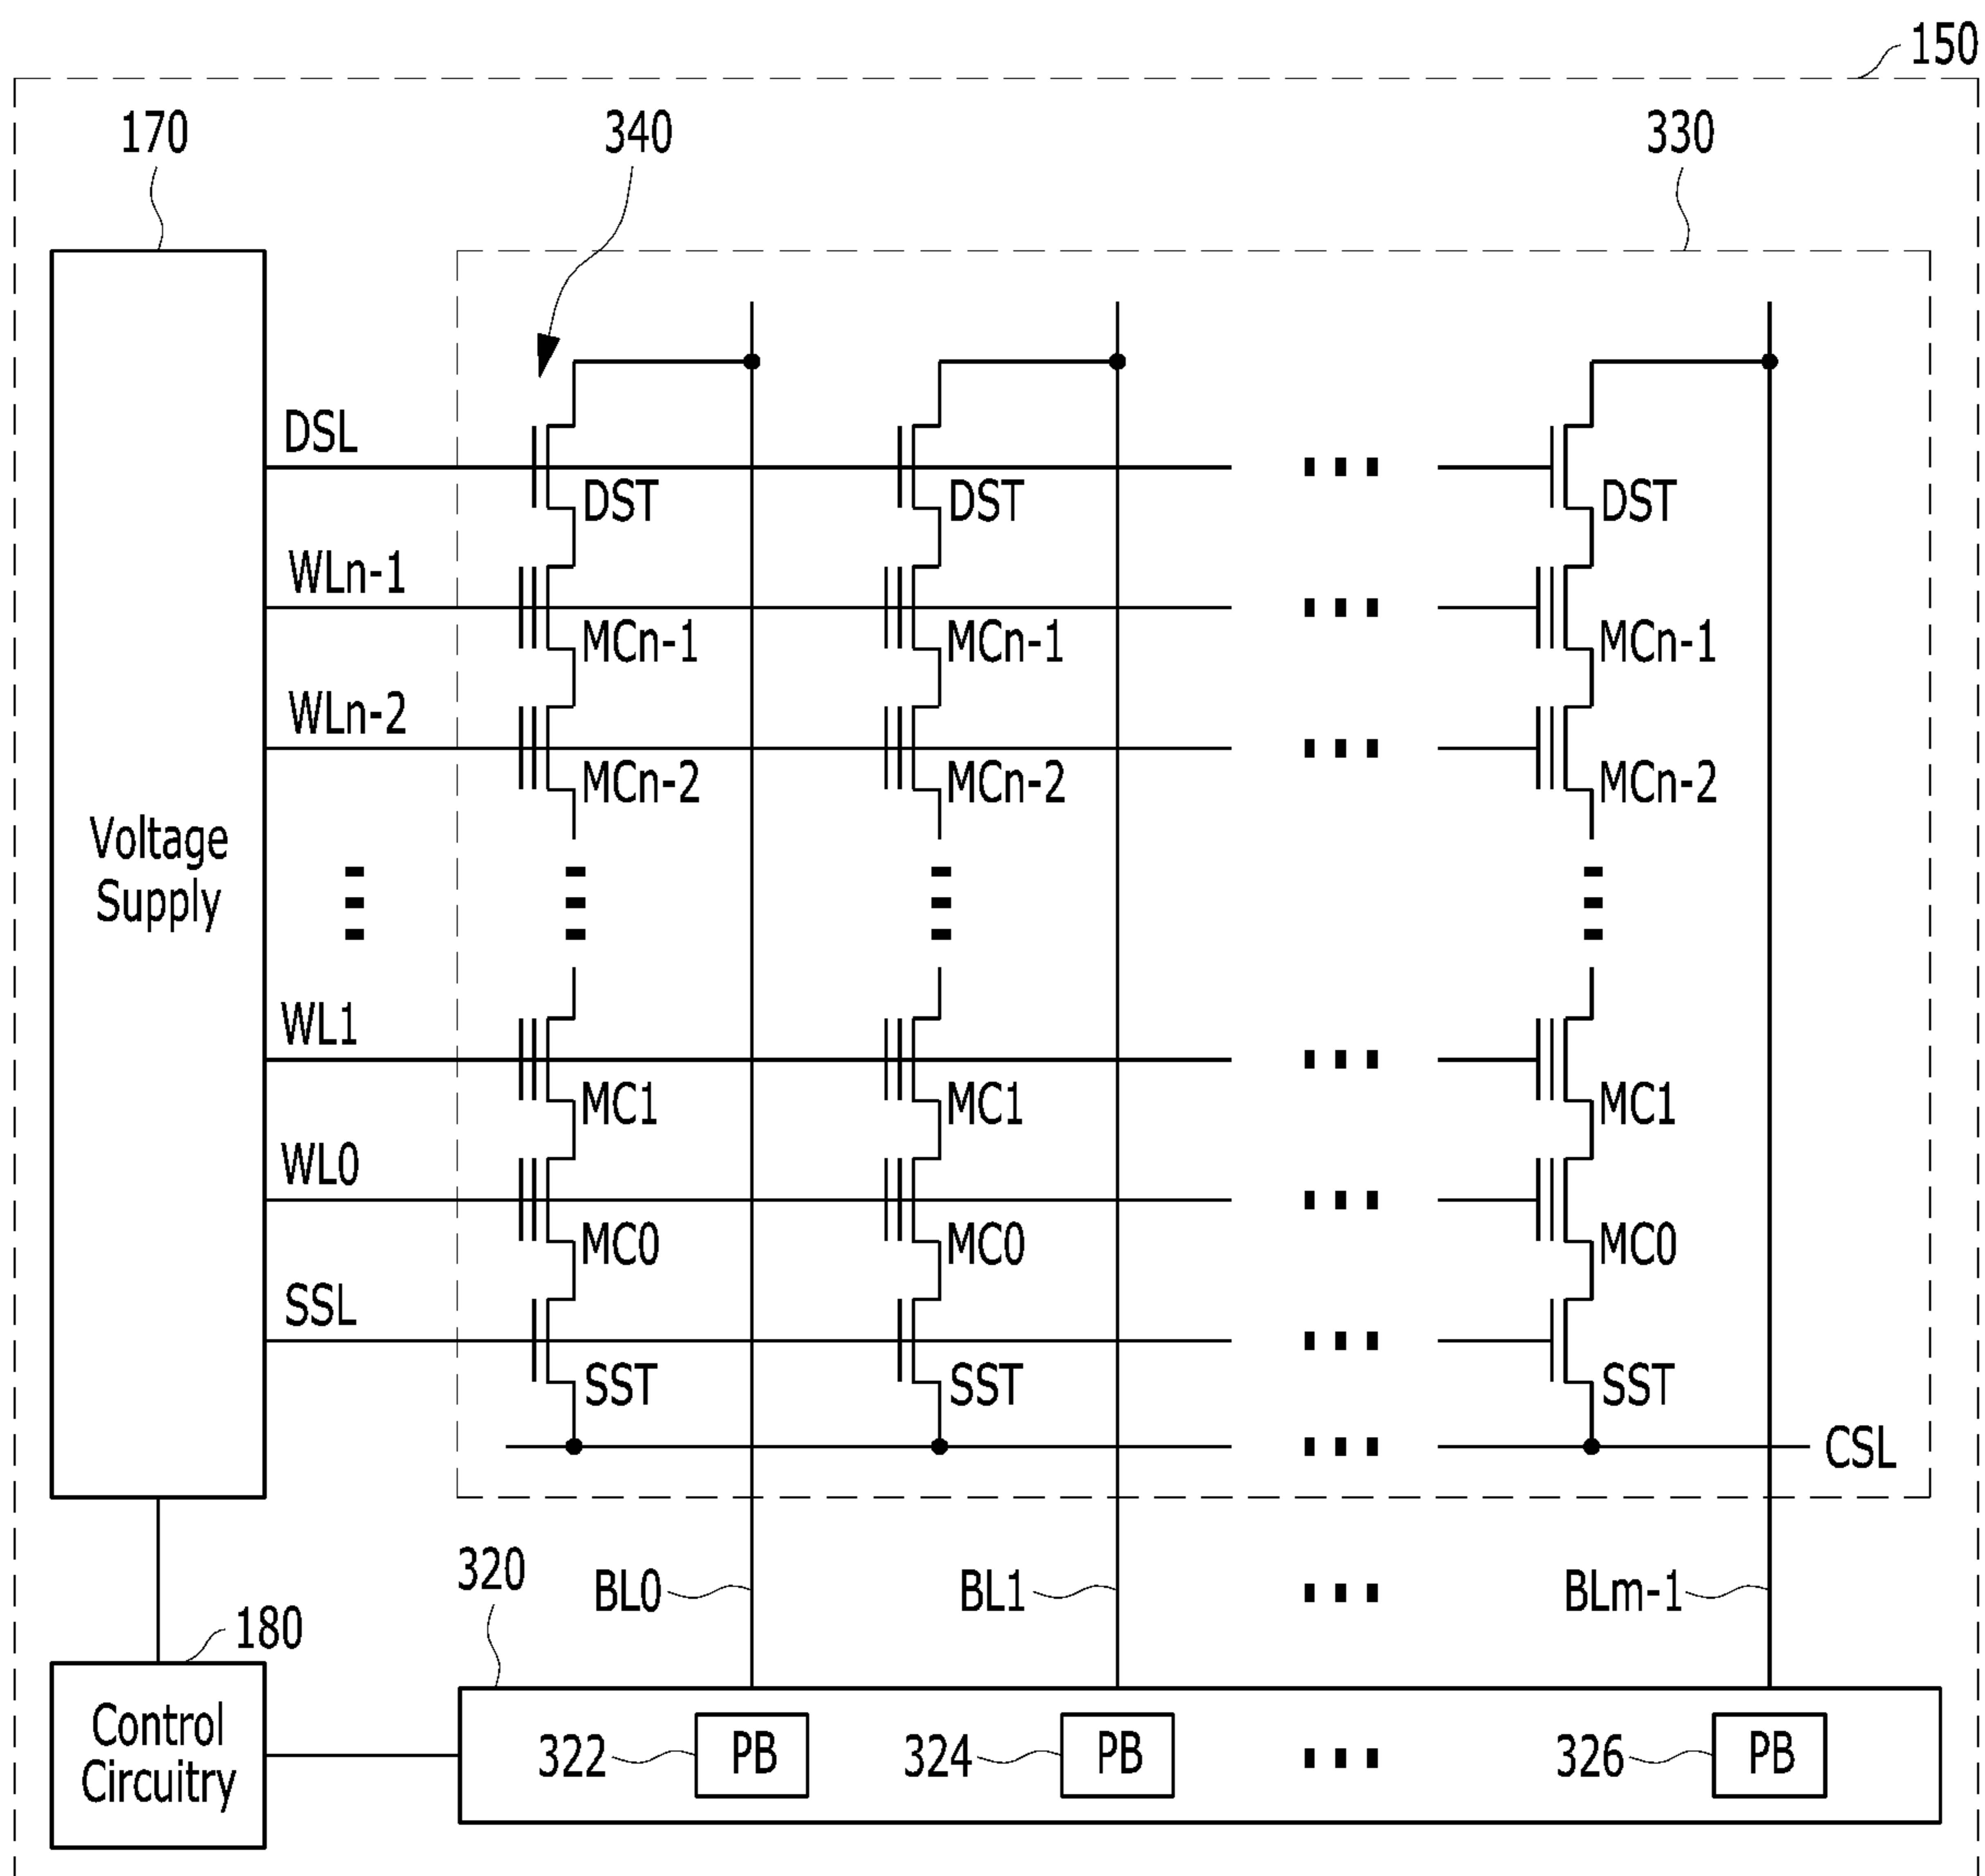 150
170
340
330
DSL
DST DST DST
WLn-1
MCn-1 MCn-1 MCn-1
WLn-2
MCn-2 MCn-2 MCn-2
Voltage
Supply
WL1
MC1 MC1 MC1
WL0
MC0 MC0 MC0
SSL
SST SST SST
CSL
320
BL0 BL1 BLm-1
180
Control
Circuitry
322 PB 324 PB 326 PB